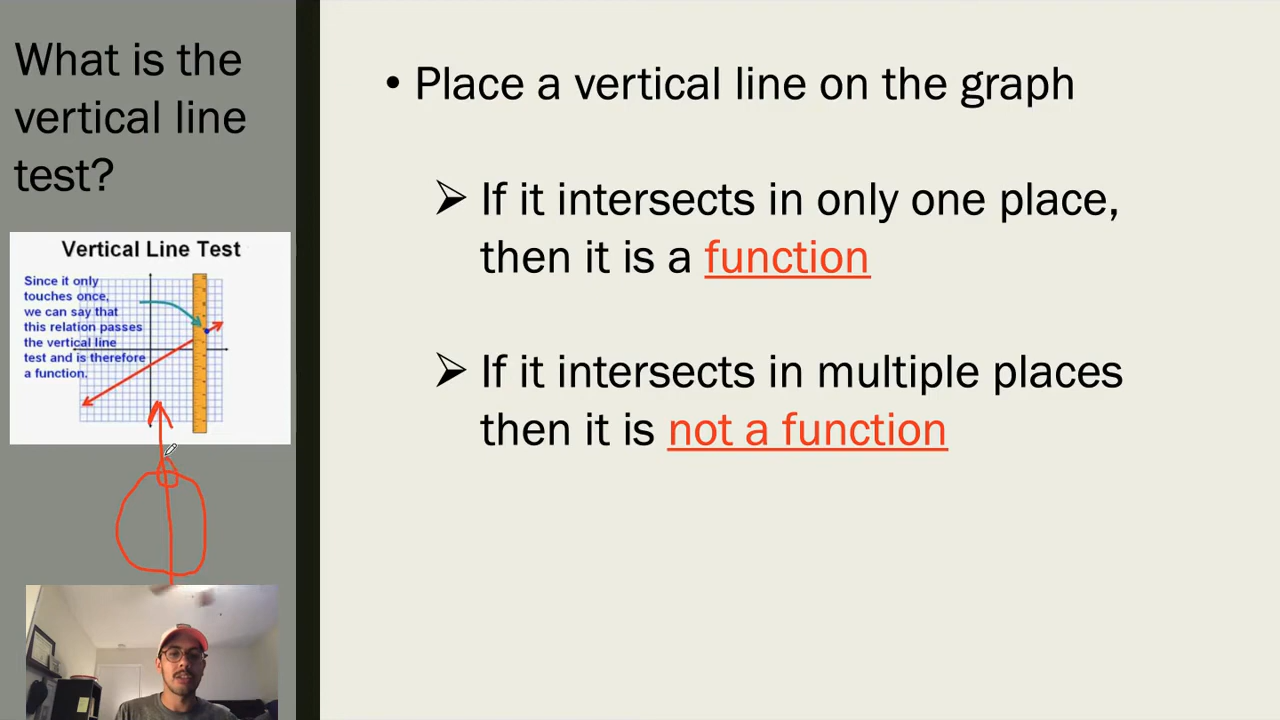 What is the
vertical line
test?
Vertical Line Test
Since it only
touches once,
we can say that
this relation passes
the vertical line
test and is therefore
a function.
• Place a vertical line on the graph
➢ If it intersects in only one place,
then it is a function
➢ If it intersects in multiple places
then it is not a function